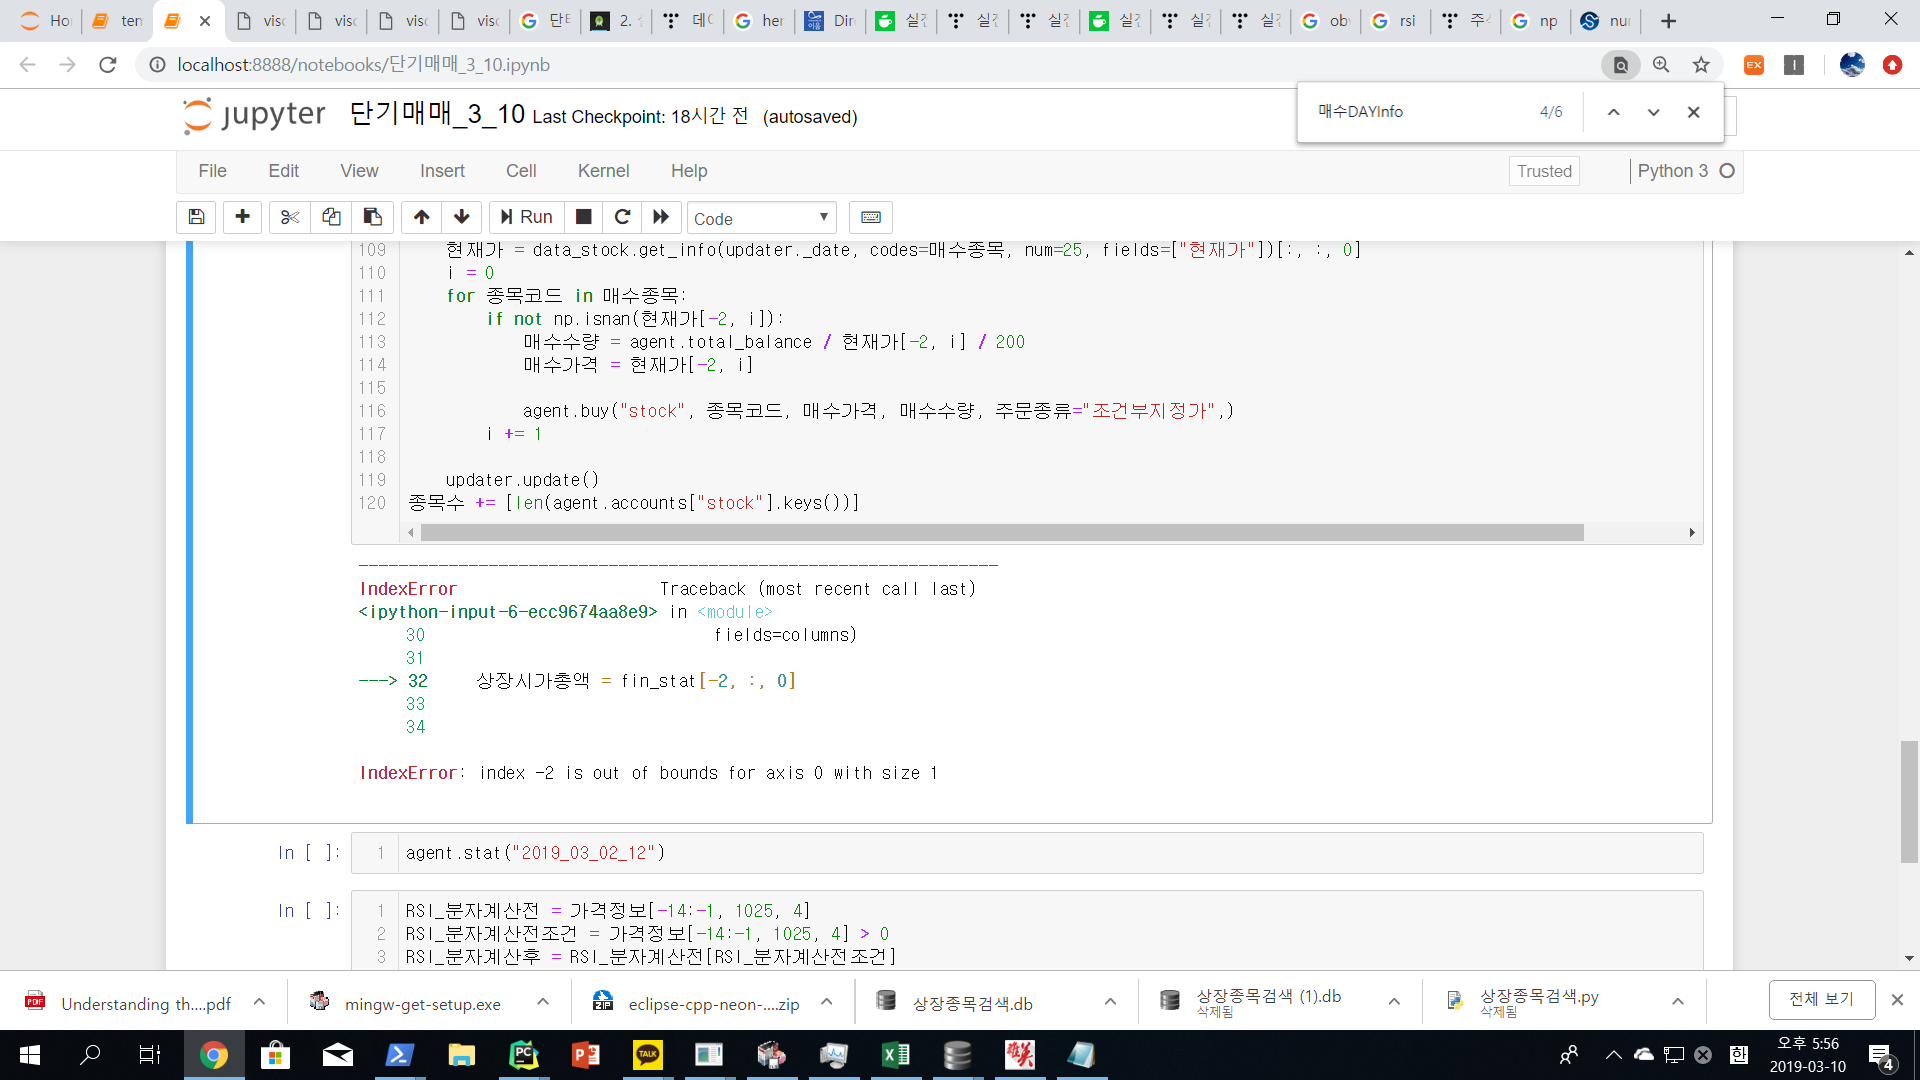 Ho
ten
visc
visc
visc
visc
단타
2.
데이
her
Dire
실전
실전
실전
실전
실전
실전
obv
rsi
주식
np
nur
localhost:8888/notebooks/단기매매_3_10.ipynb
매수DAYInfo 4/6
jupyter 단기매매_3_10 Last Checkpoint: 18시간 전 (autosaved)
File Edit View Insert Cell Kernel Help Trusted Python 3
Run Code
109 현재가 = data_stock.get_info(updater._date, codes=매수종목, num=25, fields=["현재가"])[:, :, 0]
110 i = 0
111 for 종목코드 in 매수종목:
112 if not np.isnan(현재가[-2, i]):
113 매수수량 = agent.total_balance / 현재가[-2, i] / 200
114 매수가격 = 현재가[-2, i]
115
116 agent.buy("stock", 종목코드, 매수가격, 매수수량, 주문종류="조건부지정가",)
117 i += 1
118
119 updater.update()
120 종목수 += [len(agent.accounts["stock"].keys())]
---------------------------------------------------------------------------
IndexError Traceback (most recent call last)
<ipython-input-6-ecc9674aa8e9> in <module>
30 fields=columns)
31
---> 32 상장시가총액 = fin_stat[-2, :, 0]
33
34
IndexError: index -2 is out of bounds for axis 0 with size 1
In [ ]: 1 agent.stat("2019_03_02_12")
In [ ]: 1 RSI_분자계산전 = 가격정보[-14:-1, 1025, 4]
2 RSI_분자계산전조건 = 가격정보[-14:-1, 1025, 4] > 0
3 RSI_분자계산후 = RSI_분자계산전[RSI_분자계산전조건]
Understanding th....pdf
mingw-get-setup.exe
eclipse-cpp-neon-....zip
상장종목검색.db
상장종목검색 (1).db
삭제됨
상장종목검색.py
삭제됨
전체 보기
한
오후 5:56
2019-03-10
4